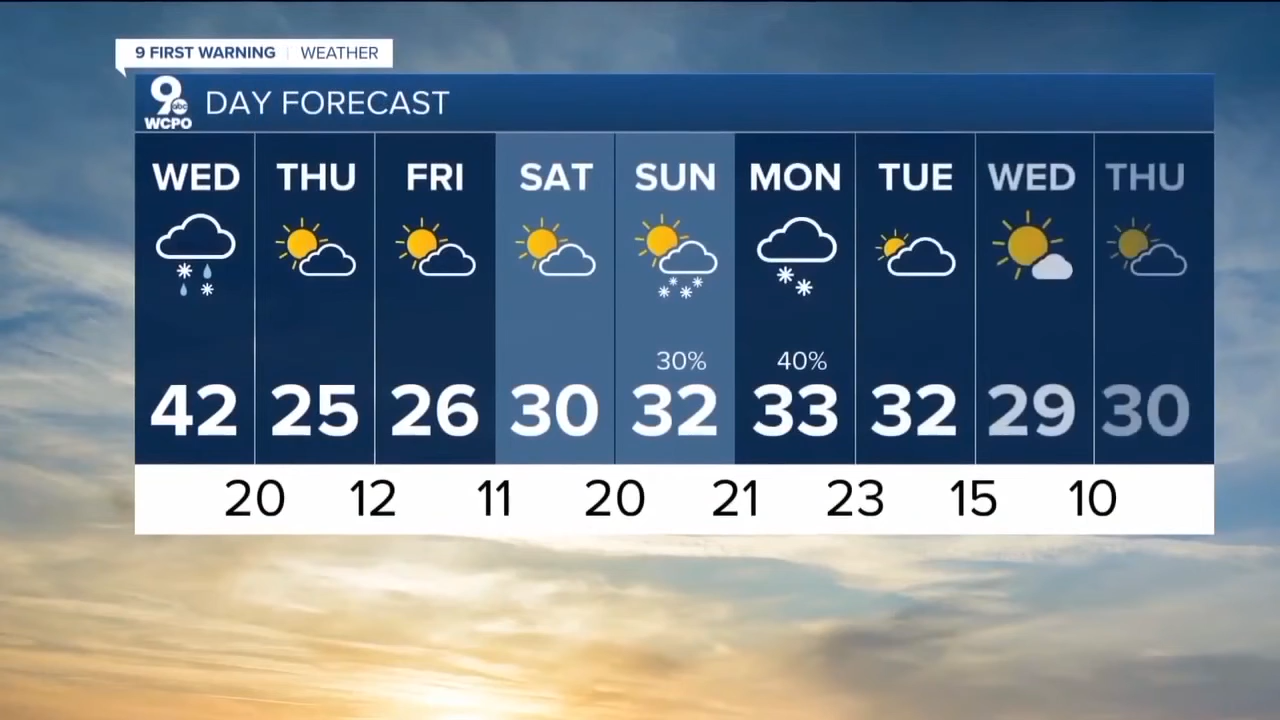 9 FIRST WARNING | WEATHER
9 abc WCPO DAY FORECAST
WED THU FRI SAT SUN MON TUE WED THU
30% 40%
42 25 26 30 32 33 32 29 30
20 12 11 20 21 23 15 10